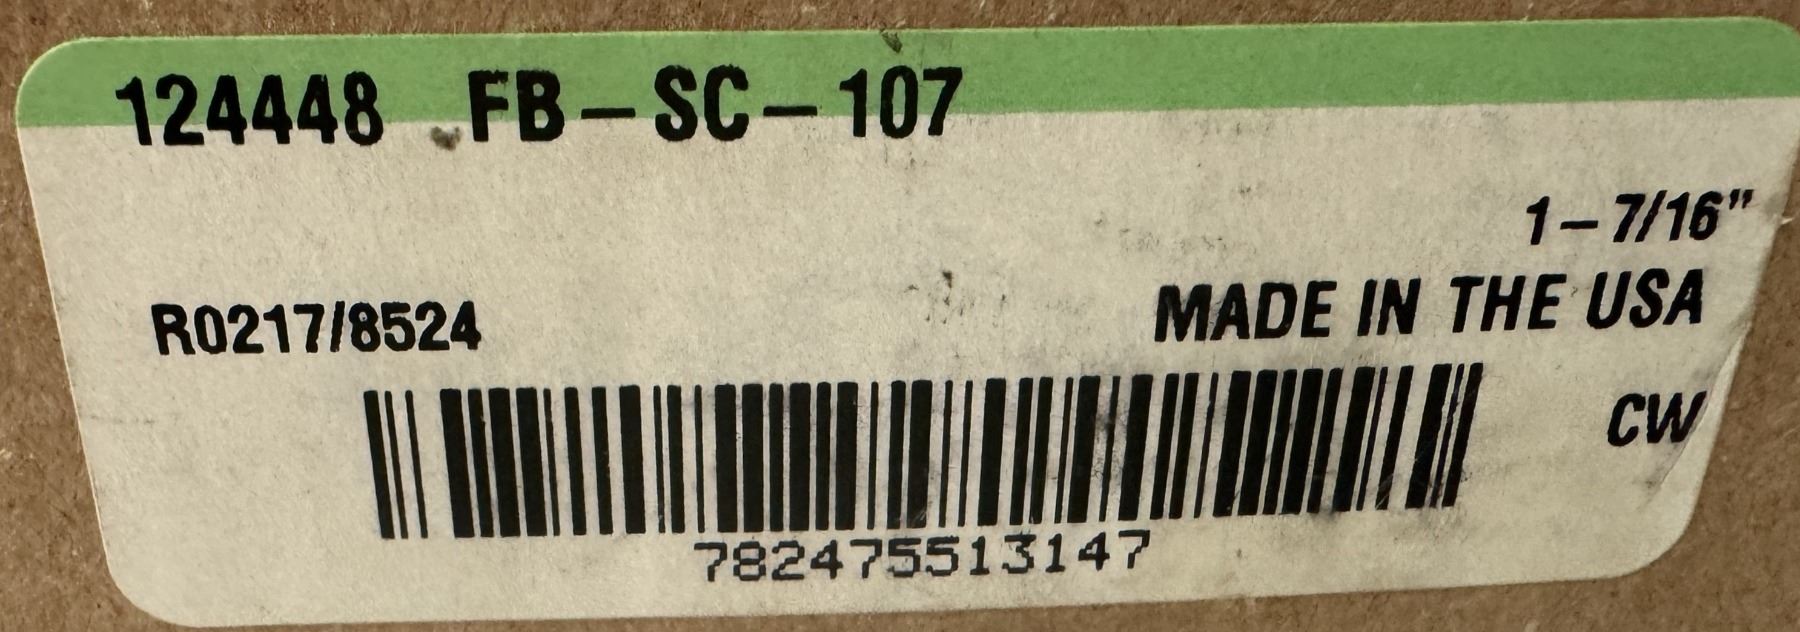 124448 FB-SC-107
1-7/16"
R0217/8524
MADE IN THE USA
CW
782475513147